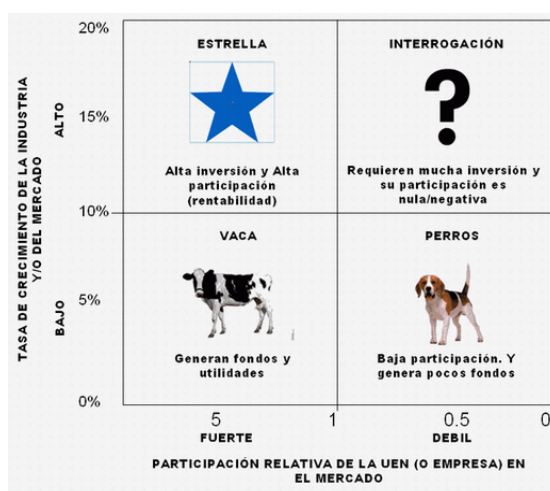 20%
ESTRELLA
INTERROGACIÓN
?
15%
Alta inversión y Alta
participación
(rentabilidad)
Requieren mucha inversión y
su participación es
nula/negativa
10%
TASA DE CRECIMIENTO DE LA INDUSTRIA
Y/O DEL MERCADO
ALTO
BAJO
VACA
PERROS
5%
Generan fondos y
utilidades
Baja participación. Y
genera pocos fondos
0%
5
1
0.5
0
FUERTE
DEBIL
PARTICIPACIÓN RELATIVA DE LA UEN (O EMPRESA) EN
EL MERCADO